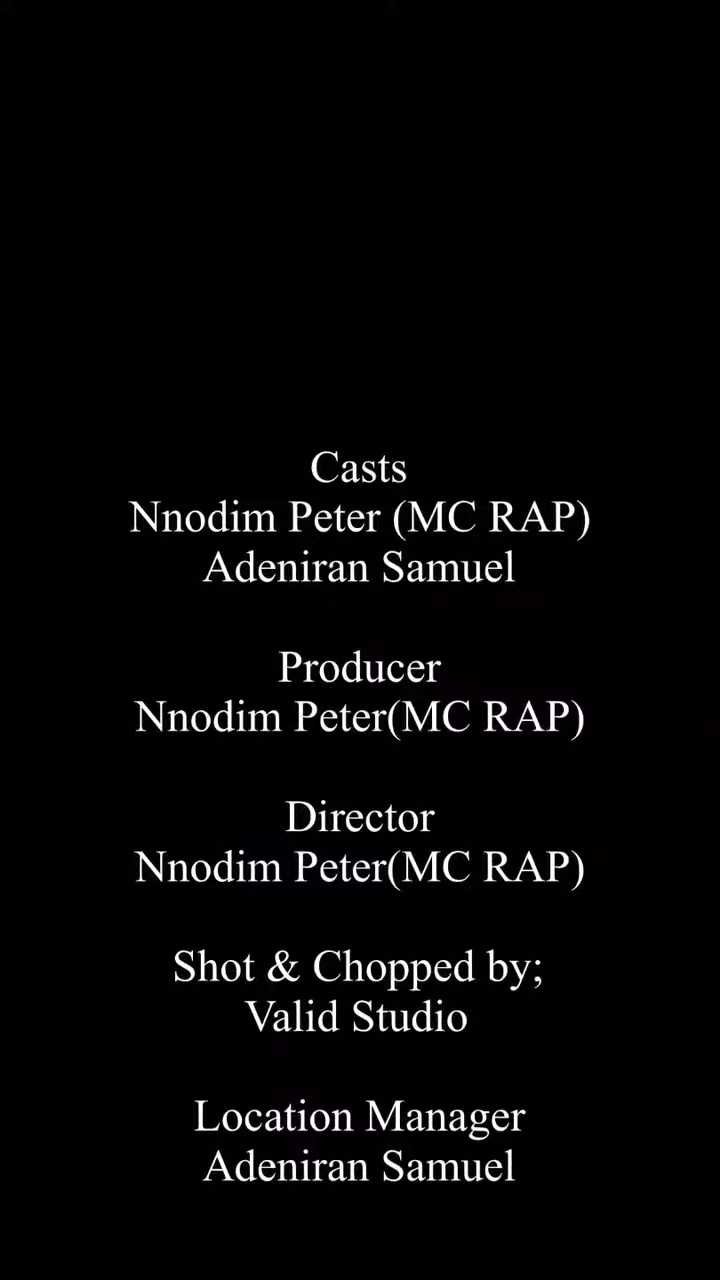 Casts
Nnodim Peter (MC RAP)
Adeniran Samuel
Producer
Nnodim Peter(MC RAP)
Director
Nnodim Peter(MC RAP)
Shot & Chopped by;
Valid Studio
Location Manager
Adeniran Samuel